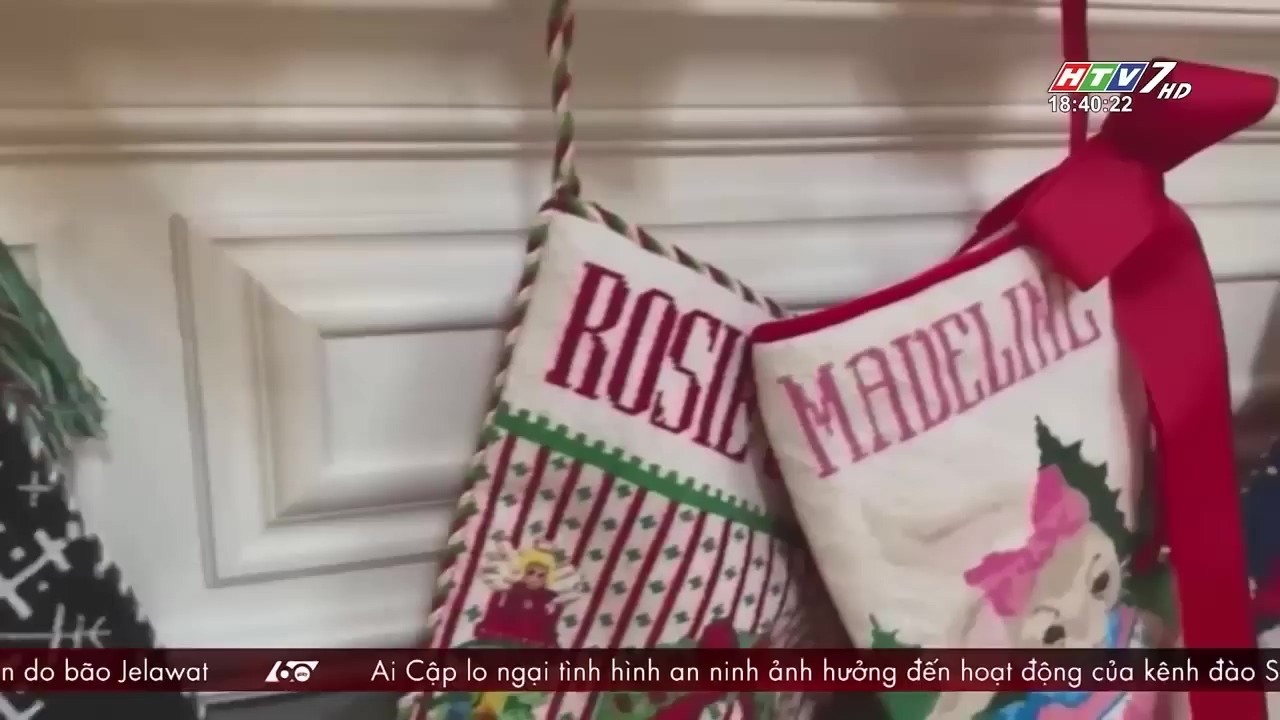 HTV7 HD
18:40:22
ROSIE
MADELINE
n do bão Jelawat
60 Ai Cập lo ngại tình hình an ninh ảnh hưởng đến hoạt động của kênh đào S